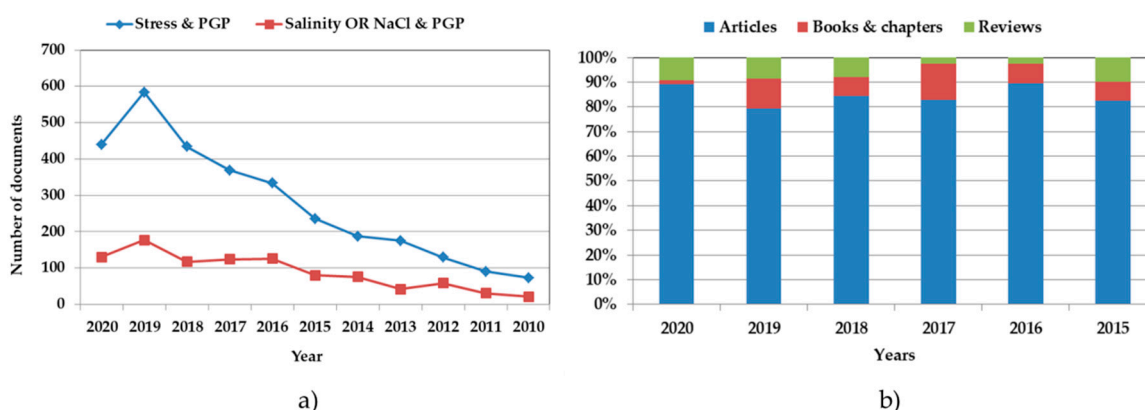 Stress & PGP Salinity OR NaCl & PGP
Number of documents
700
600
500
400
300
200
100
0
2020 2019 2018 2017 2016 2015 2014 2013 2012 2011 2010
Year
a)
Articles Books & chapters Reviews
100%
90%
80%
70%
60%
50%
40%
30%
20%
10%
0%
2020 2019 2018 2017 2016 2015
Years
b)